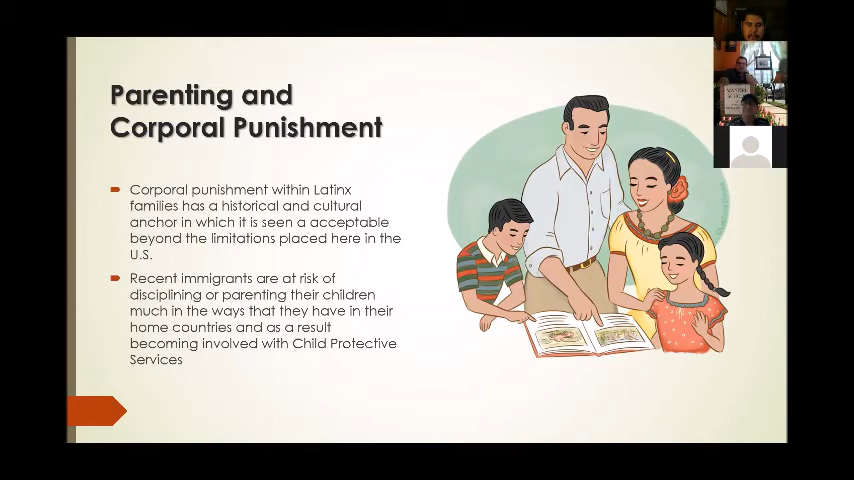 Parenting and
Corporal Punishment
Corporal punishment within Latinx
families has a historical and cultural
anchor in which it is seen a acceptable
beyond the limitations placed here in the
U.S.
Recent immigrants are at risk of
disciplining or parenting their children
much in the ways that they have in their
home countries and as a result
becoming involved with Child Protective
Services